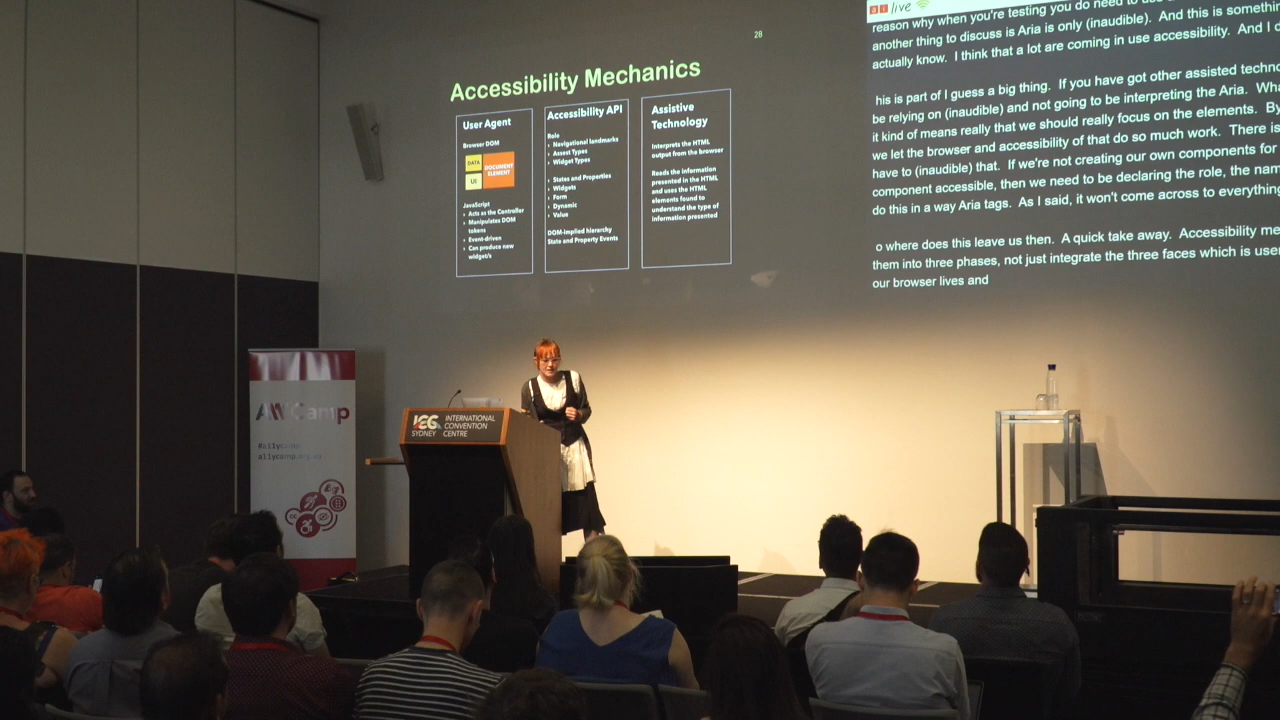 28
Accessibility Mechanics
User Agent
Browser DOM
DATA
UI
DOCUMENT
ELEMENT
JavaScript
› Acts as the Controller
› Manipulates DOM
tokens
› Event-driven
› Can produce new
widget/s
Accessibility API
Role
› Navigational landmarks
› Asset Types
› Widget Types
› States and Properties
› Widgets
› Form
› Dynamic
› Value
DOM-implied hierarchy
State and Property Events
Assistive
Technology
Interprets the HTML
output from the browser
Reads the information
presented in the HTML
and uses the HTML
elements found to
understand the type of
information presented
ai live
reason why when you're testing you do need to use
another thing to discuss is Aria is only (inaudible). And this is somethin
actually know. I think that a lot are coming in use accessibility. And I d
his is part of I guess a big thing. If you have got other assisted techno
be relying on (inaudible) and not going to be interpreting the Aria. Wha
it kind of means really that we should really focus on the elements. By
we let the browser and accessibility of that do so much work. There is
have to (inaudible) that. If we're not creating our own components for
component accessible, then we need to be declaring the role, the nam
do this in a way Aria tags. As I said, it won't come across to everything
o where does this leave us then. A quick take away. Accessibility me
them into three phases, not just integrate the three faces which is user
our browser lives and
A11YCamp
#a11ycamp
a11ycamp.org.au
CC
ICC
SYDNEY
INTERNATIONAL
CONVENTION
CENTRE